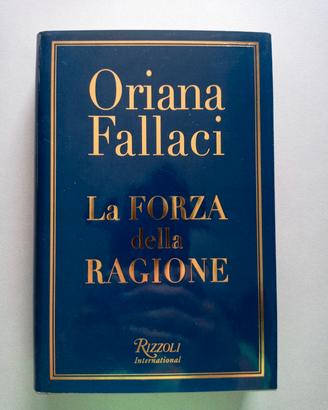 Oriana
Fallaci
La FORZA
della
RAGIONE
RIZZOLI
International